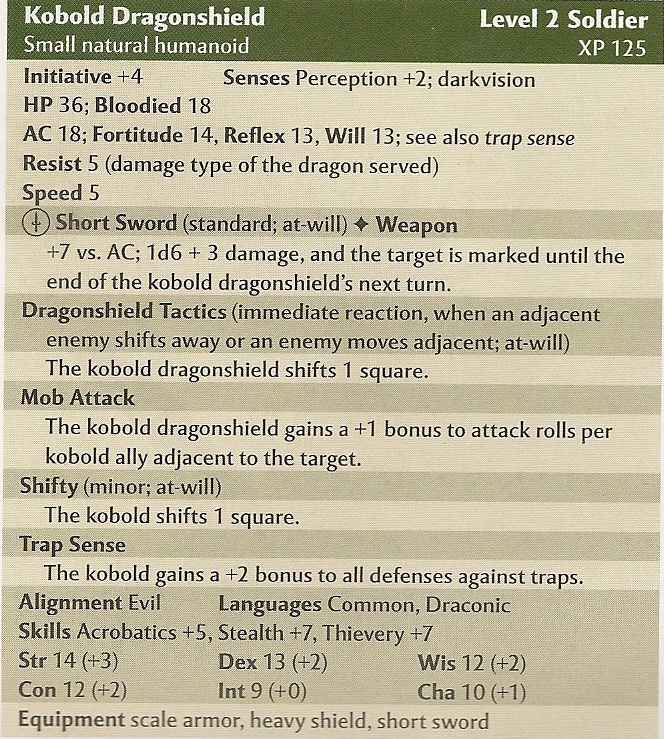 Kobold Dragonshield Level 2 Soldier
Small natural humanoid XP 125
Initiative +4 Senses Perception +2; darkvision
HP 36; Bloodied 18
AC 18; Fortitude 14, Reflex 13, Will 13; see also trap sense
Resist 5 (damage type of the dragon served)
Speed 5
Short Sword (standard; at-will) ✦ Weapon
+7 vs. AC; 1d6 + 3 damage, and the target is marked until the
end of the kobold dragonshield's next turn.
Dragonshield Tactics (immediate reaction, when an adjacent
enemy shifts away or an enemy moves adjacent; at-will)
The kobold dragonshield shifts 1 square.
Mob Attack
The kobold dragonshield gains a +1 bonus to attack rolls per
kobold ally adjacent to the target.
Shifty (minor; at-will)
The kobold shifts 1 square.
Trap Sense
The kobold gains a +2 bonus to all defenses against traps.
Alignment Evil Languages Common, Draconic
Skills Acrobatics +5, Stealth +7, Thievery +7
Str 14 (+3) Dex 13 (+2) Wis 12 (+2)
Con 12 (+2) Int 9 (+0) Cha 10 (+1)
Equipment scale armor, heavy shield, short sword